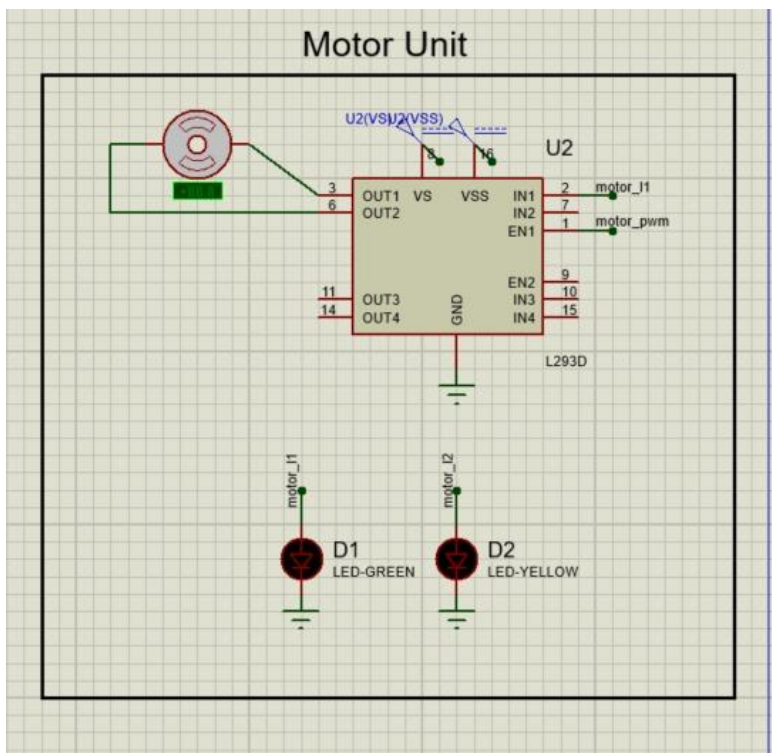 Motor Unit
U2(VS)
U2(VSS)
8
16
U2
3
OUT1
VS
VSS
IN1
2
motor_I1
6
OUT2
IN2
7
EN1
1
motor_pwm
EN2
9
11
OUT3
GND
IN3
10
14
OUT4
IN4
15
L293D
motor_I1
motor_I2
D1
LED-GREEN
D2
LED-YELLOW